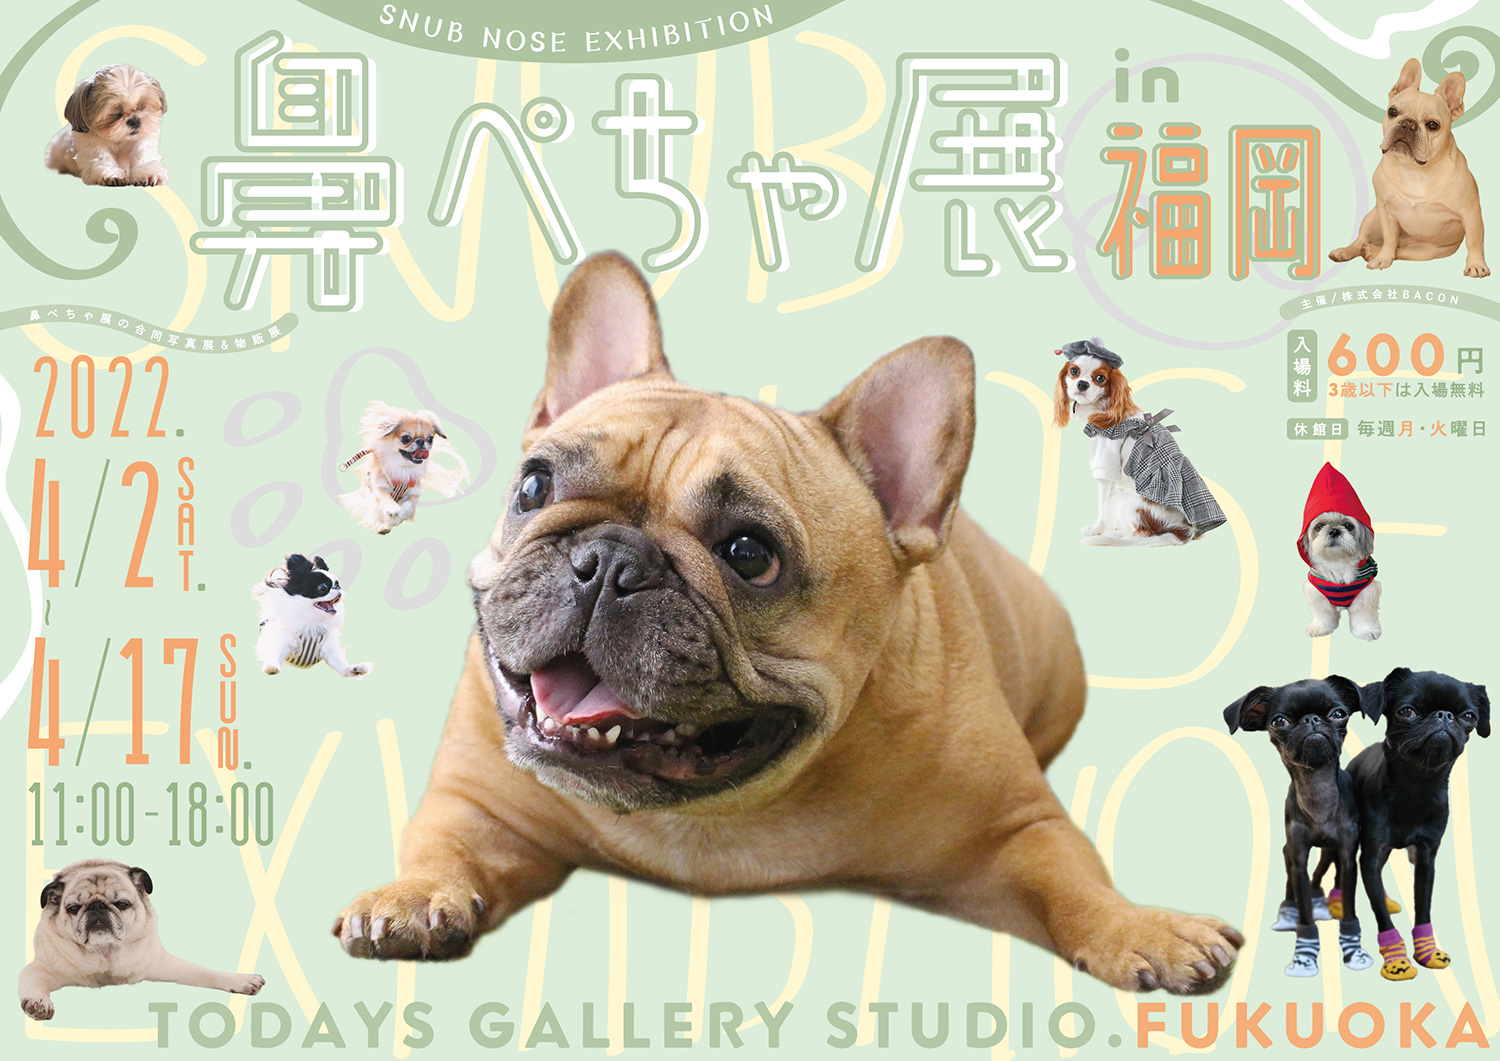 SNUB NOSE EXHIBITION
鼻ぺちゃ展 in 福岡
鼻ぺちゃ展の合同写真展&物販展
主催/株式会社BACON
2022.
4/2 SAT.
~
4/17 SUN.
11:00-18:00
入場料 600円
3歳以下は入場無料
休館日 毎週月・火曜日
SNUB
NOSE
EXHIBITION
TODAYS GALLERY STUDIO.FUKUOKA